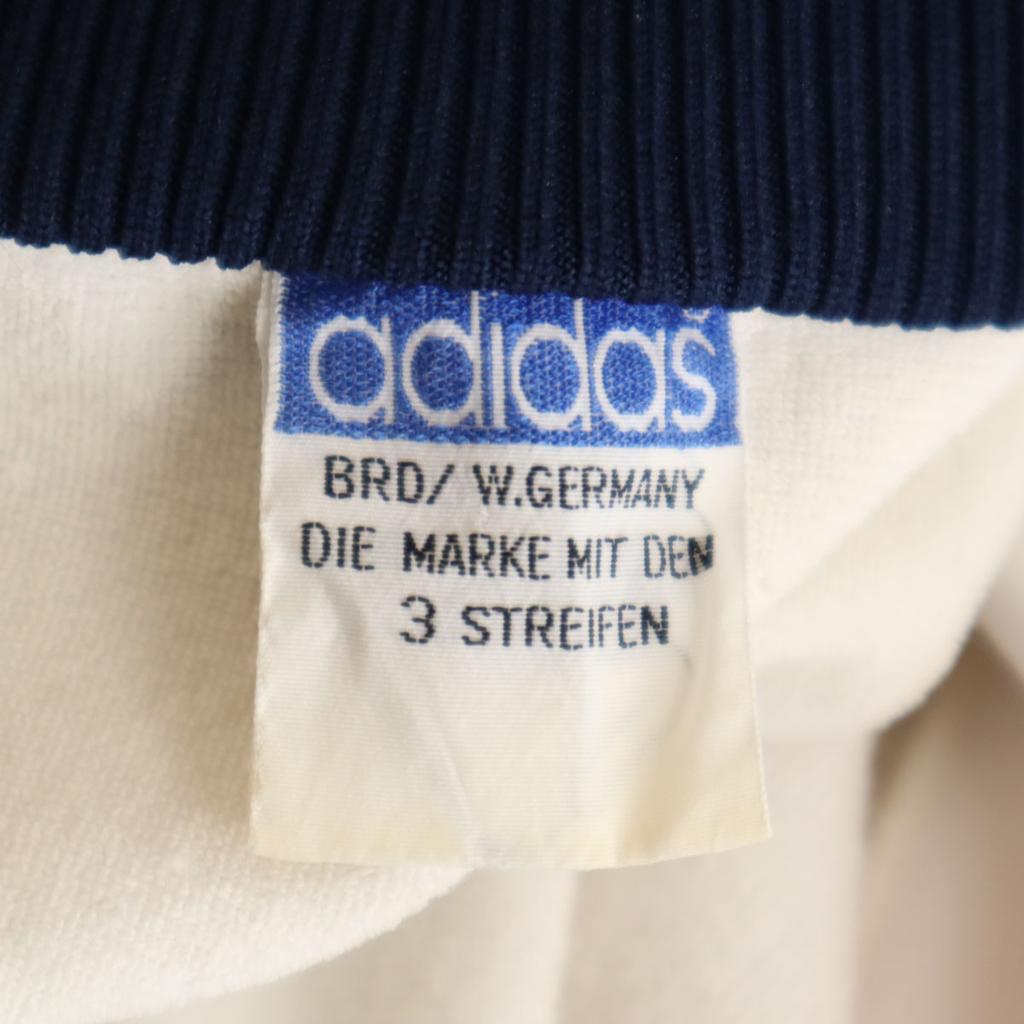 adidas
BRD/ W.GERMANY
DIE MARKE MIT DEN
3 STREIFEN